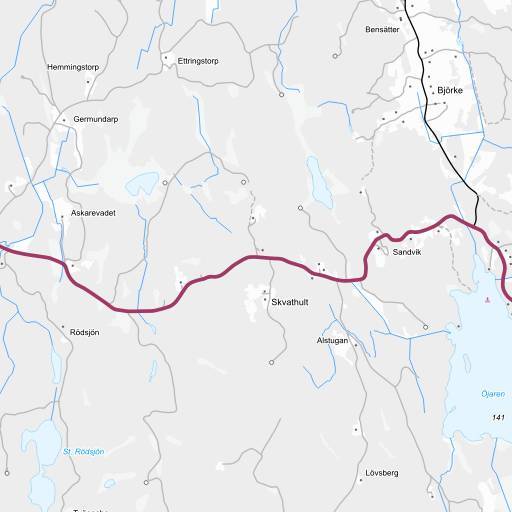 Bensätter
Ettringstorp
Hemmingstorp
Björke
Germundarp
Askarevadet
Sandvik
Skvathult
Rödsjön
Alstugan
Öjaren
141
St. Rödsjön
Lövsberg